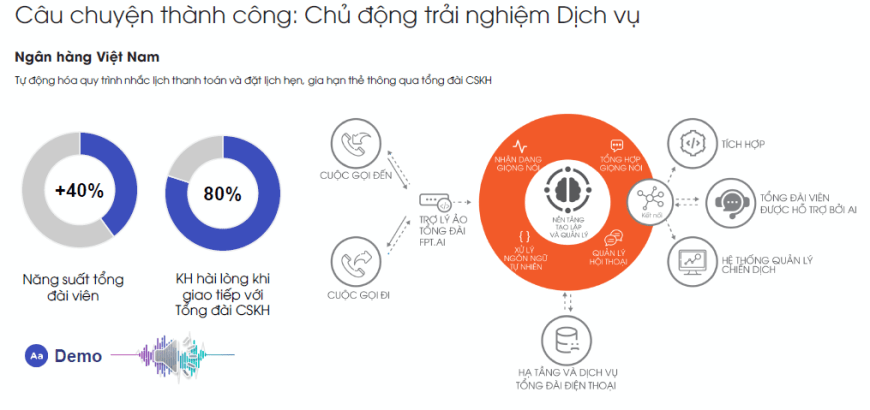 Câu chuyện thành công: Chủ động trải nghiệm Dịch vụ
Ngân hàng Việt Nam
Tự động hóa quy trình nhắc lịch thanh toán và đặt lịch hẹn, gia hạn thẻ thông qua tổng đài CSKH
+40%
Năng suất tổng
đài viên
80%
KH hài lòng khi
giao tiếp với
Tổng đài CSKH
Aa Demo
CUỘC GỌI ĐẾN
CUỘC GỌI ĐI
TRỢ LÝ ẢO
TỔNG ĐÀI
FPT.AI
NHẬN DẠNG
GIỌNG NÓI
TỔNG HỢP
GIỌNG NÓI
NỀN TẢNG
TẠO LẬP
VÀ QUẢN LÝ
{ }
XỬ LÝ
NGÔN NGỮ
TỰ NHIÊN
QUẢN LÝ
HỘI THOẠI
Kết nối
TÍCH HỢP
TỔNG ĐÀI VIÊN
ĐƯỢC HỖ TRỢ BỞI AI
HỆ THỐNG QUẢN LÝ
CHIẾN DỊCH
HẠ TẦNG VÀ DỊCH VỤ
TỔNG ĐÀI ĐIỆN THOẠI